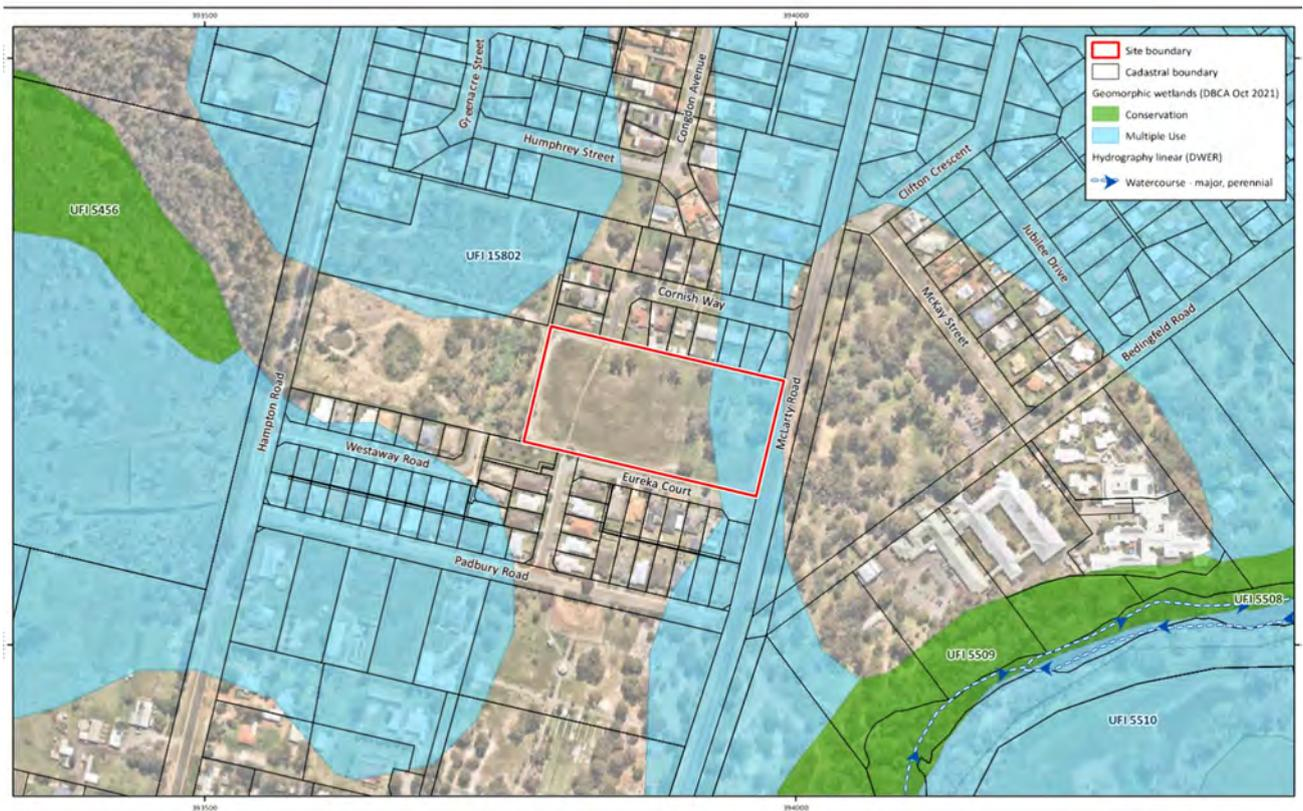 393500
394000
Site boundary
Cadastral boundary
Geomorphic wetlands (DBCA Oct 2021)
Conservation
Multiple Use
Hydrography linear (DWER)
Watercourse - major, perennial
Greenacre Street
Congdon Avenue
Humphrey Street
Clifton Crescent
UFI 5456
Jubilee Drive
UFI 15802
Cornish Way
McKay Street
Bedingfeld Road
Hampton Road
McLarty Road
Westaway Road
Eureka Court
Padbury Road
UFI 5508
UFI 5509
UFI 5510
393500
394000